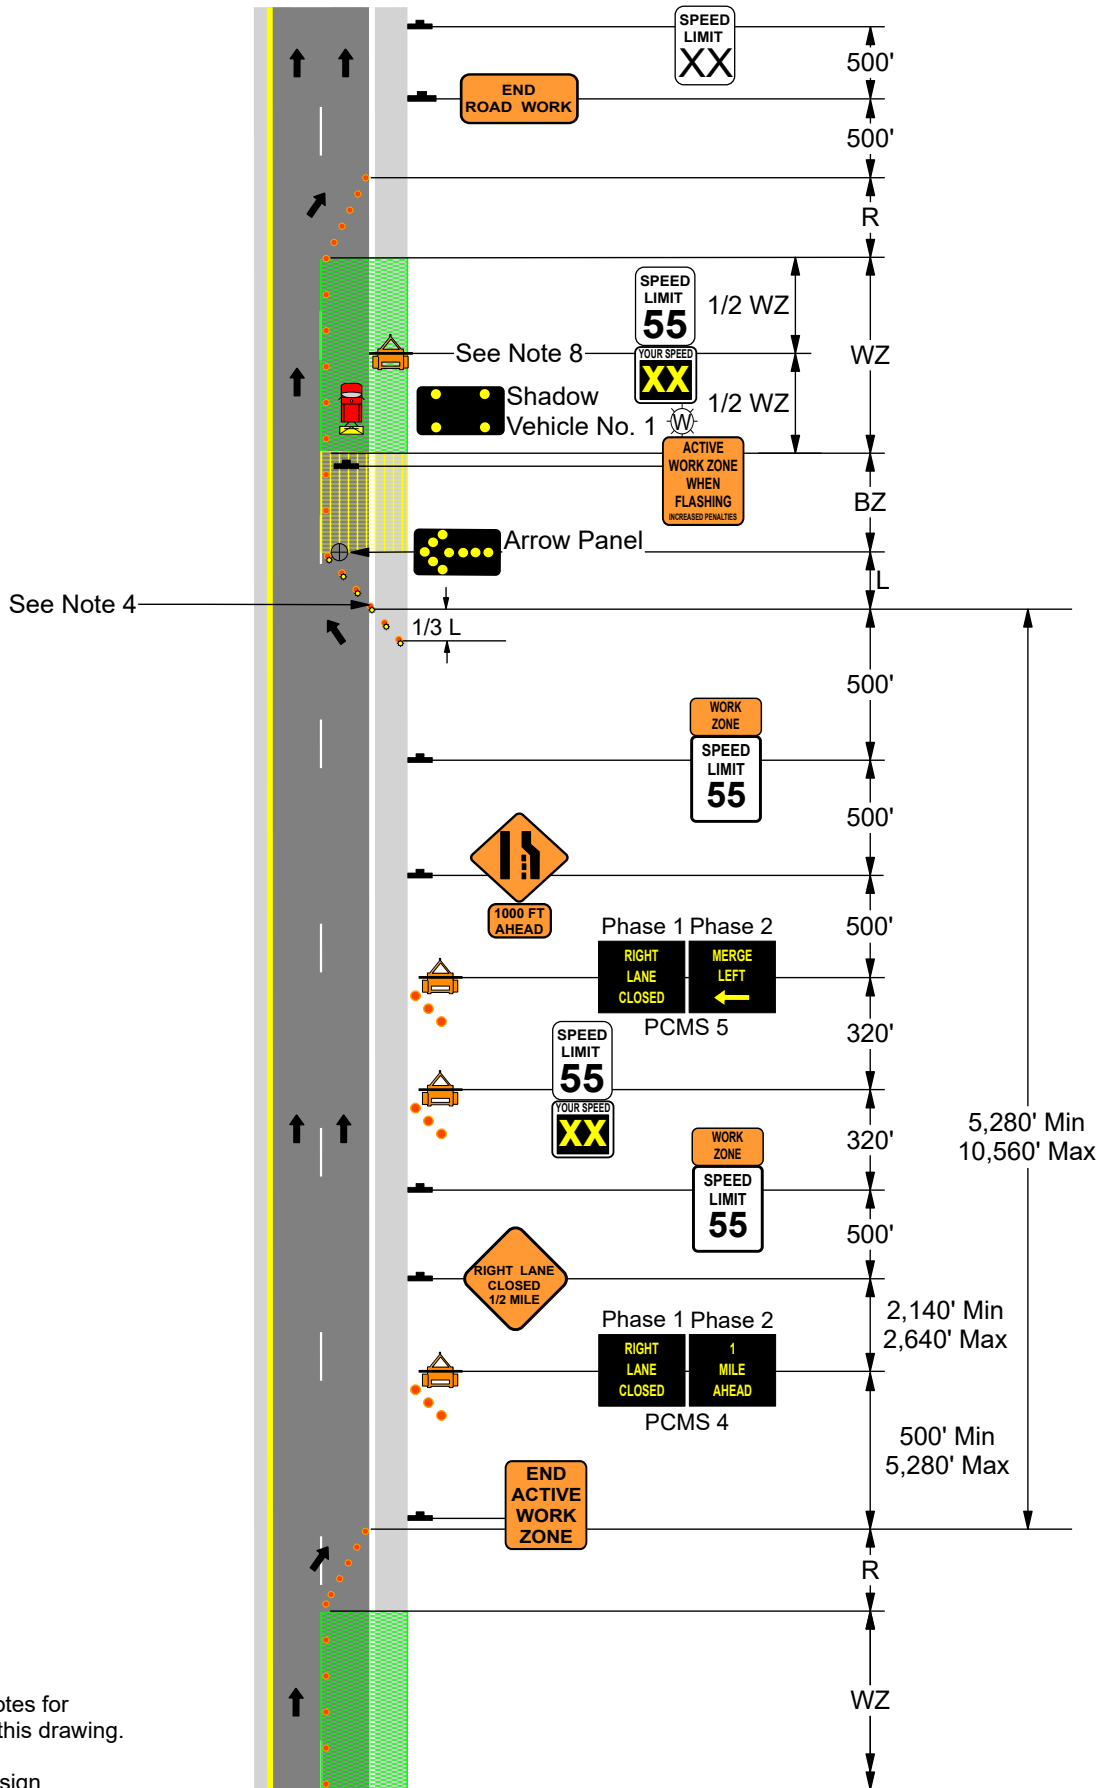 SPEED
LIMIT
XX
500'
END
ROAD WORK
500'
R
SPEED
LIMIT
55
1/2 WZ
See Note 8
YOUR SPEED
XX
WZ
Shadow
Vehicle No. 1
W
1/2 WZ
ACTIVE
WORK ZONE
WHEN
FLASHING
INCREASED PENALTIES
BZ
Arrow Panel
L
See Note 4
1/3 L
500'
WORK
ZONE
SPEED
LIMIT
55
500'
1000 FT
AHEAD
500'
Phase 1 Phase 2
RIGHT
LANE
CLOSED
MERGE
LEFT
PCMS 5
320'
SPEED
LIMIT
55
YOUR SPEED
XX
5,280' Min
10,560' Max
320'
WORK
ZONE
SPEED
LIMIT
55
500'
RIGHT LANE
CLOSED
1/2 MILE
2,140' Min
2,640' Max
Phase 1 Phase 2
RIGHT
LANE
CLOSED
1
MILE
AHEAD
PCMS 4
500' Min
5,280' Max
END
ACTIVE
WORK
ZONE
R
WZ
otes for
this drawing.
sign